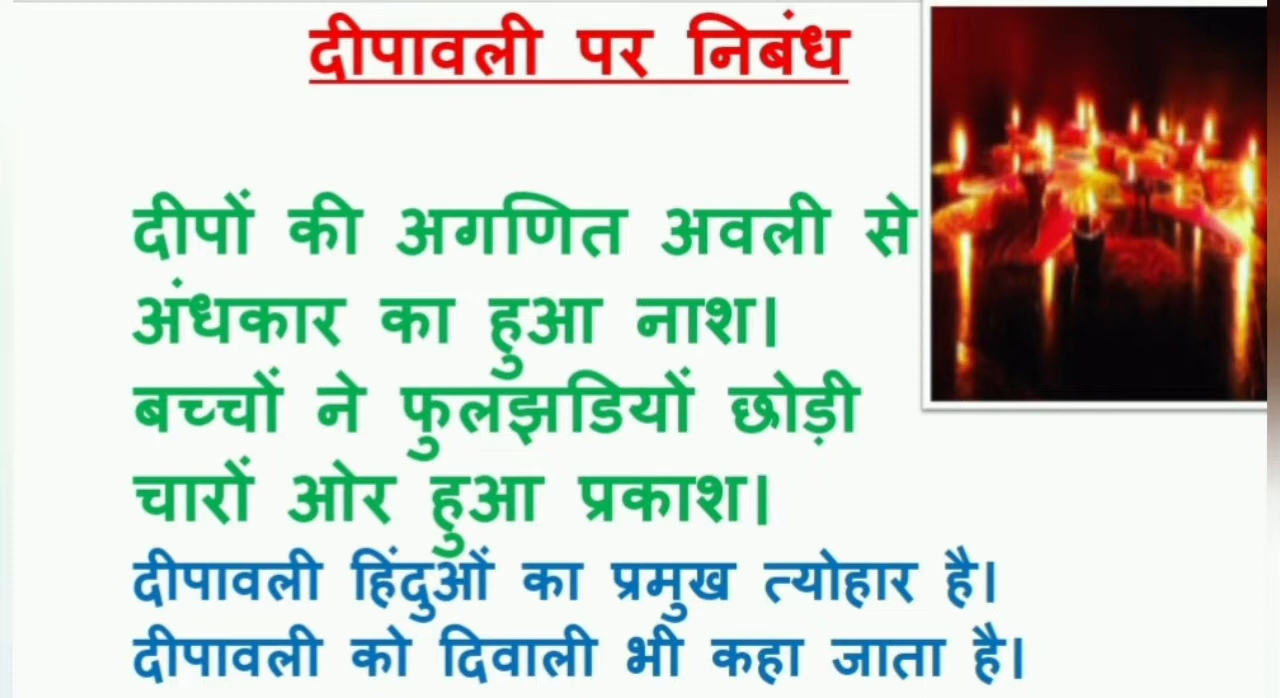 दीपावली पर निबंध
दीपों की अगणित अवली से
अंधकार का हुआ नाश।
बच्चों ने फुलझडियों छोड़ी
चारों ओर हुआ प्रकाश।
दीपावली हिंदुओं का प्रमुख त्योहार है।
दीपावली को दिवाली भी कहा जाता है।